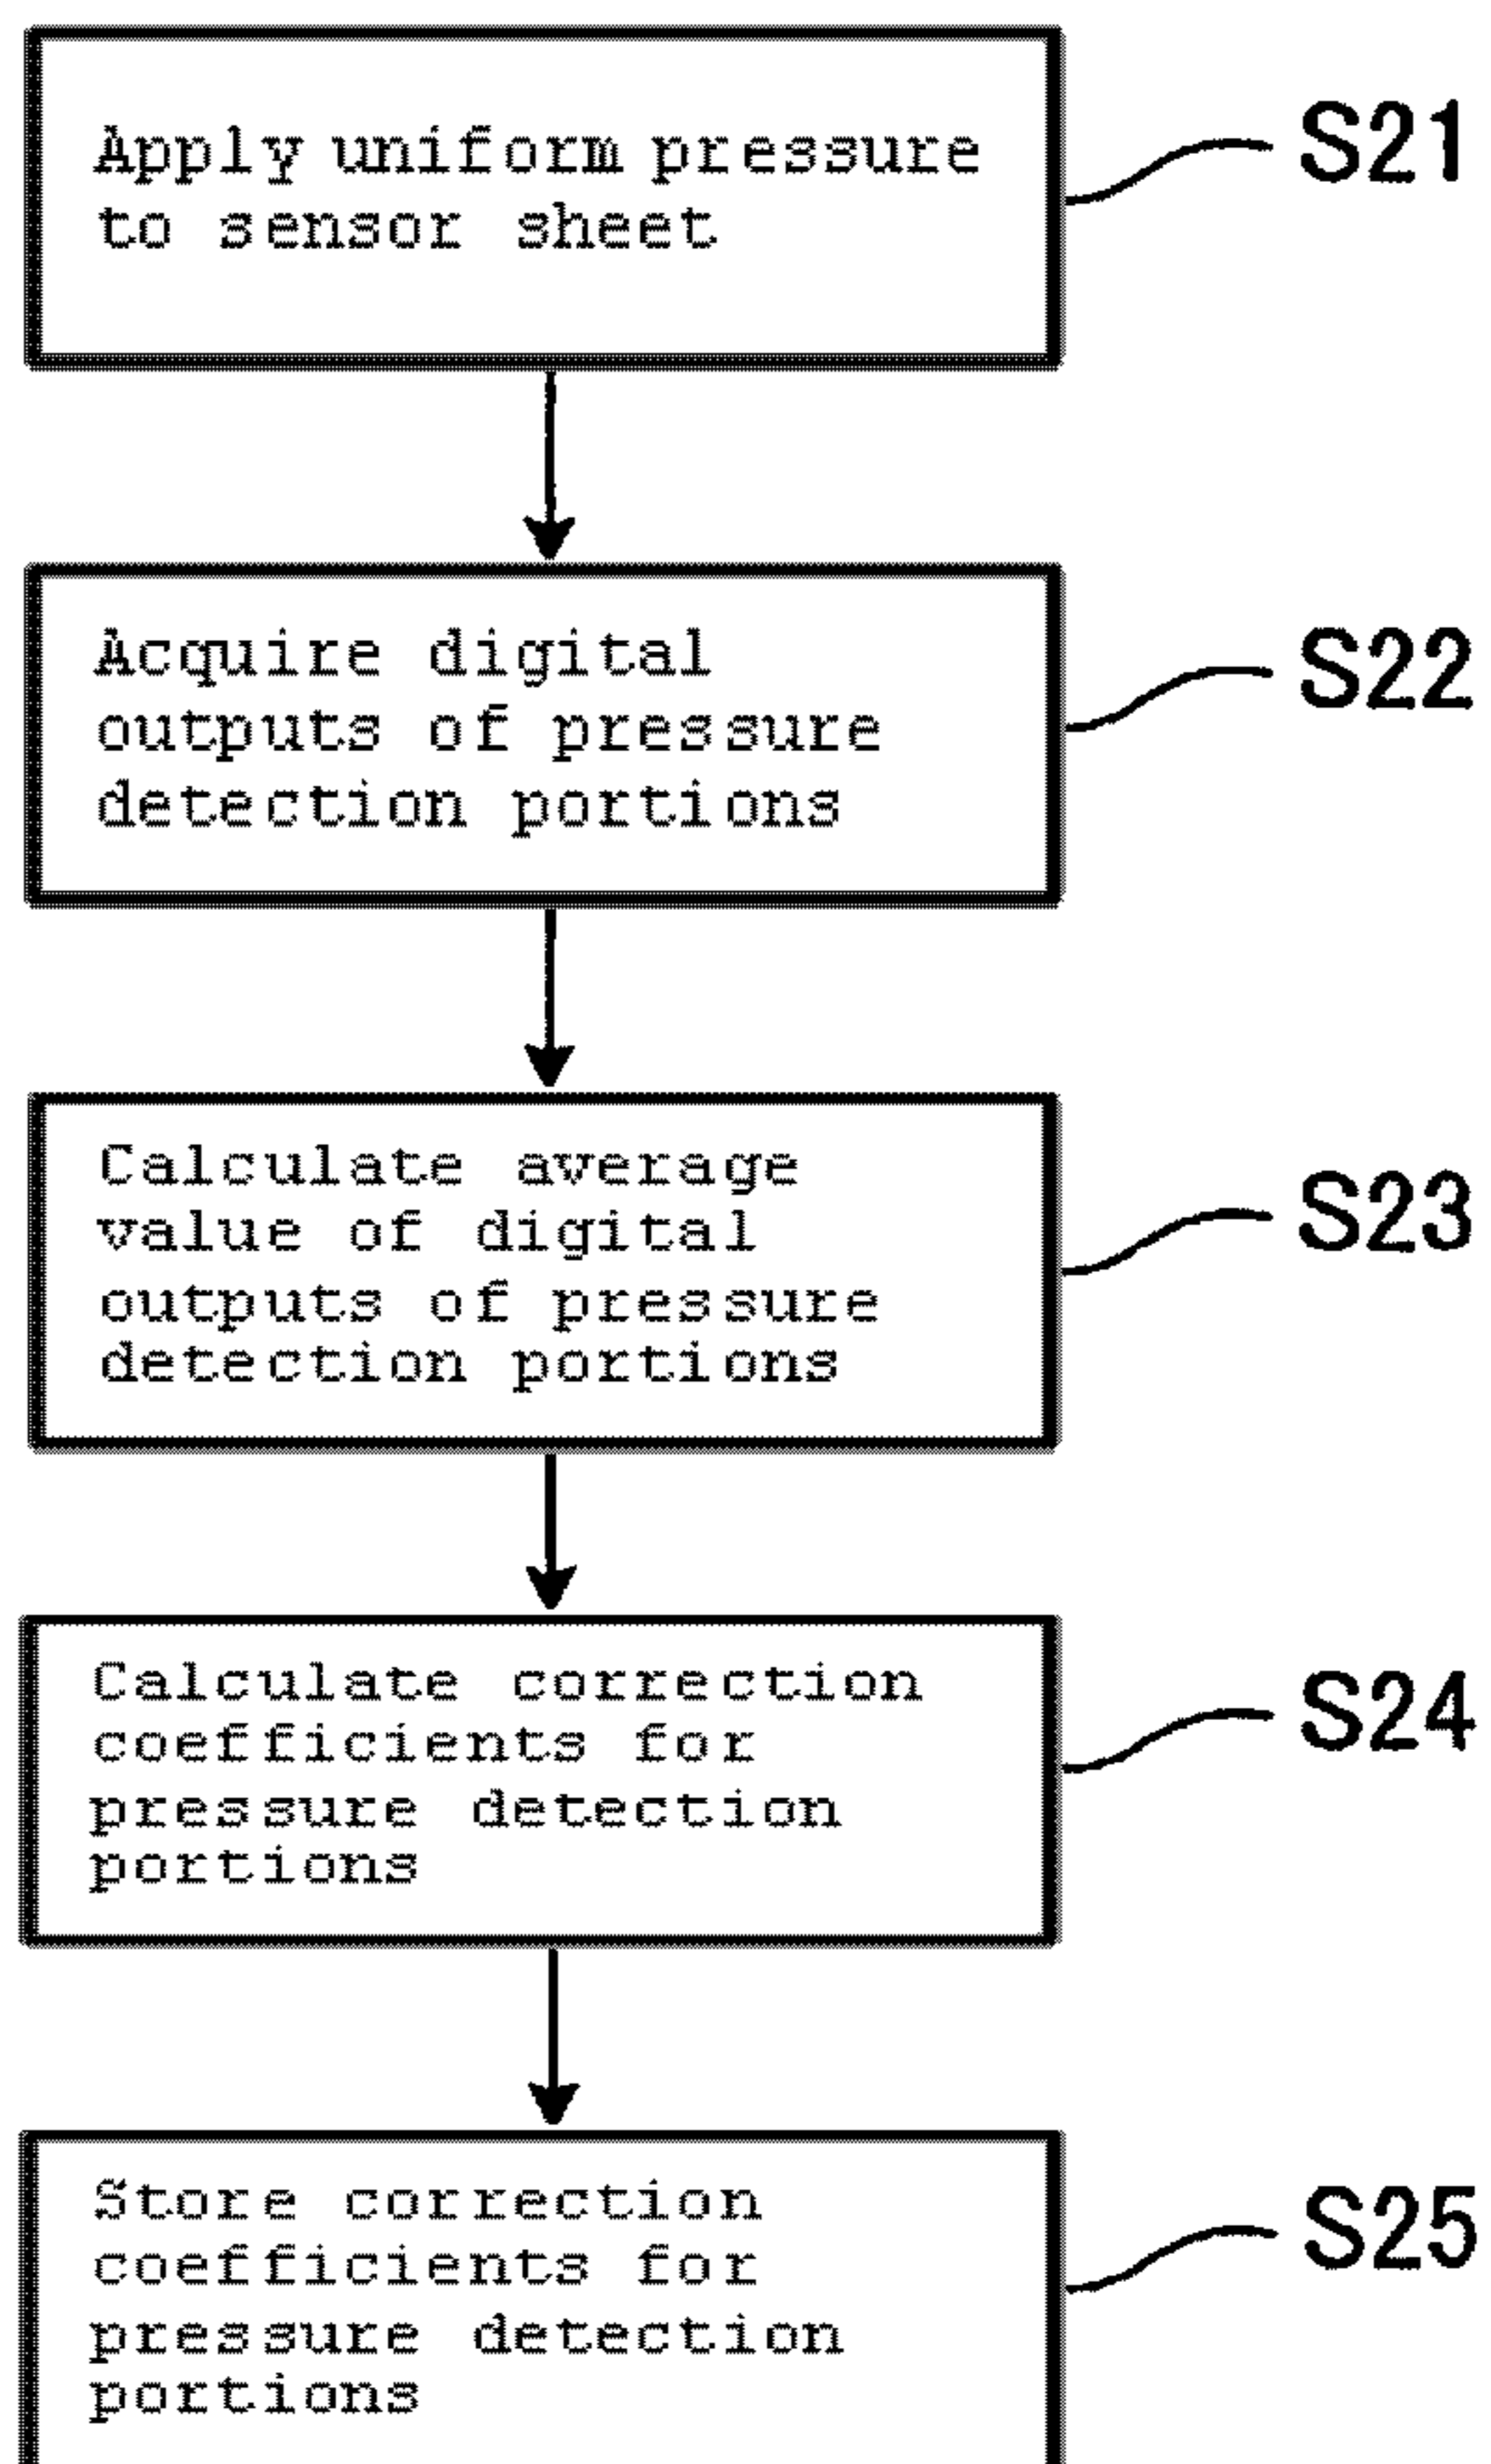 Apply uniform pressure
to sensor sheet
S21
Acquire digital
outputs of pressure
detection portions
S22
Calculate average
value of digital
outputs of pressure
detection portions
S23
Calculate correction
coefficients for
pressure detection
portions
S24
Store correction
coefficients for
pressure detection
portions
S25